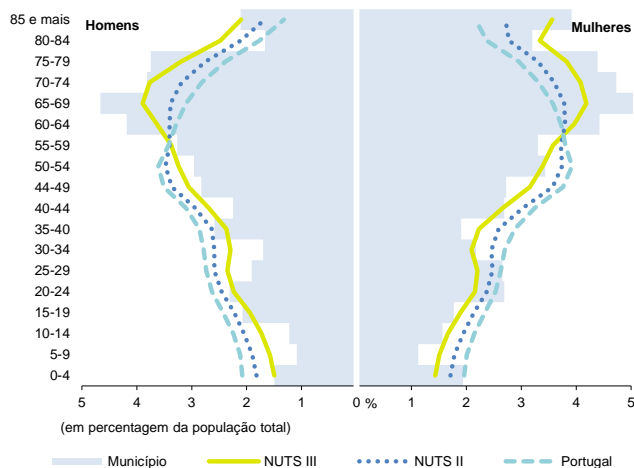 85 e mais
Homens
Mulheres
80-84
75-79
70-74
65-69
60-64
55-59
50-54
44-49
40-44
35-40
30-34
25-29
20-24
15-19
10-14
5-9
0-4
5 4 3 2 1 0 % 1 2 3 4 5
(em percentagem da população total)
Município NUTS III NUTS II Portugal